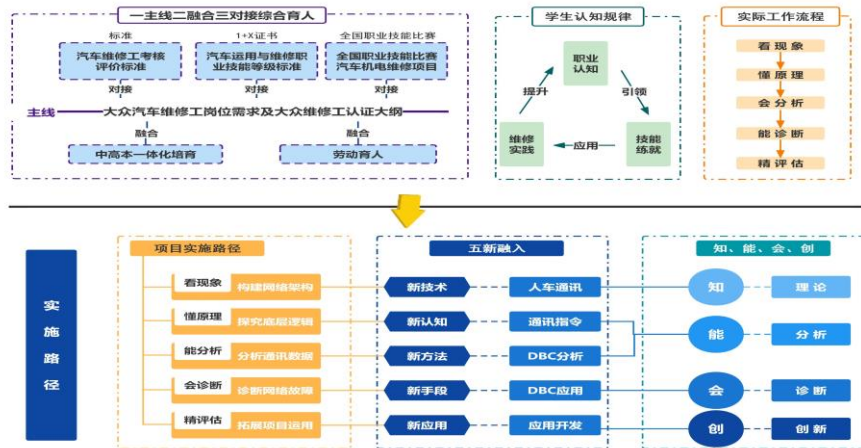 一主线二融合三对接综合育人
标准
1+X证书
全国职业技能比赛
汽车维修工考核
评价标准
汽车运用与维修职
业技能等级标准
全国职业技能比赛
汽车机电维修项目
对接
对接
对接
主线
大众汽车维修工岗位需求及大众维修工认证大纲
融合
融合
中高本一体化培育
劳动育人
学生认知规律
职业
认知
提升
引领
维修
实践
应用
技能
练就
实际工作流程
看现象
懂原理
会分析
能诊断
精评估
实施路径
项目实施路径
五新融入
知、能、会、创
看现象
构建网络架构
新技术
人车通讯
知
理论
懂原理
探究底层逻辑
新认知
通讯指令
能
分析
能分析
分析通讯数据
新方法
DBC分析
会诊断
诊断网络故障
新手段
DBC应用
会
诊断
精评估
拓展项目运用
新应用
应用开发
创
创新